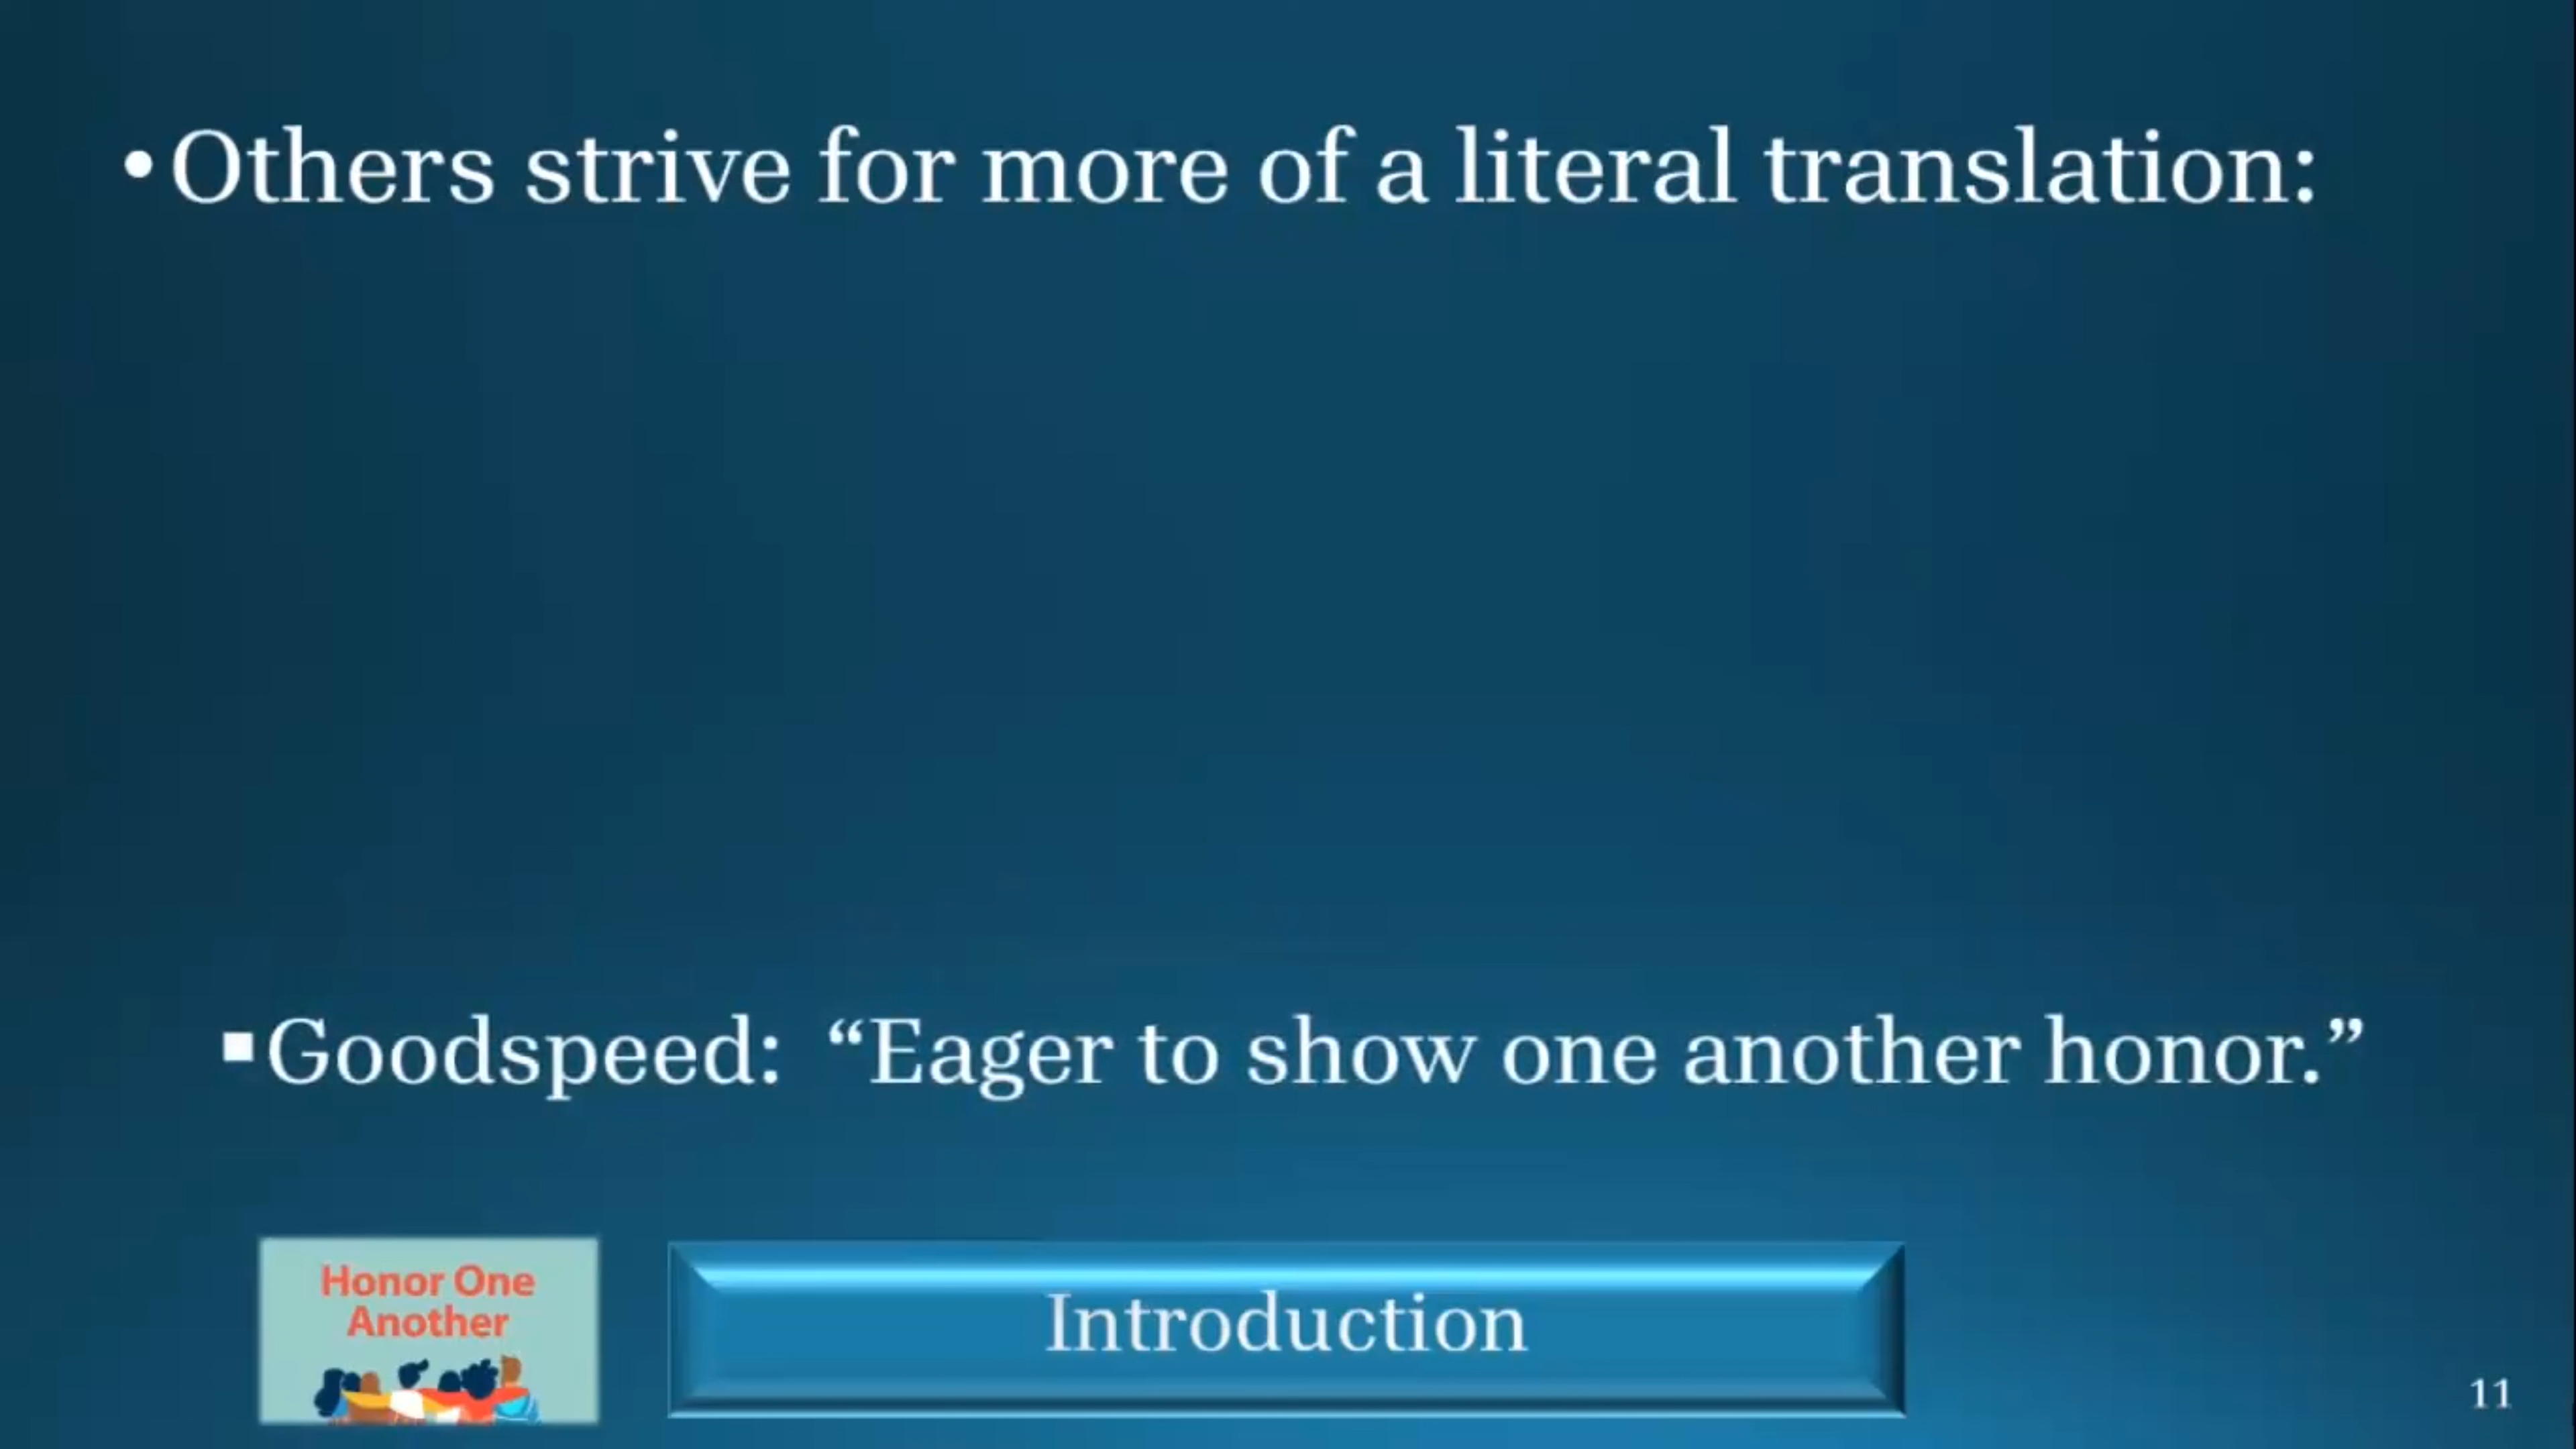 •Others strive for more of a literal translation:
▪Goodspeed:  “Eager to show one another honor.”
Honor One
Another
Introduction
11